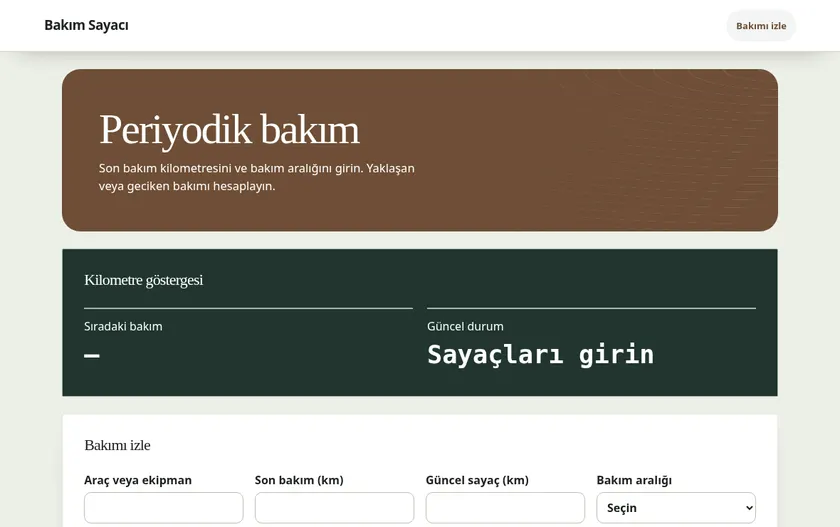 Bakım Sayacı
Bakımı izle
Periyodik bakım
Son bakım kilometresini ve bakım aralığını girin. Yaklaşan
veya geciken bakımı hesaplayın.
Kilometre göstergesi
Sıradaki bakım
—
Güncel durum
Sayaçları girin
Bakımı izle
Araç veya ekipman
Son bakım (km)
Güncel sayaç (km)
Bakım aralığı
Seçin